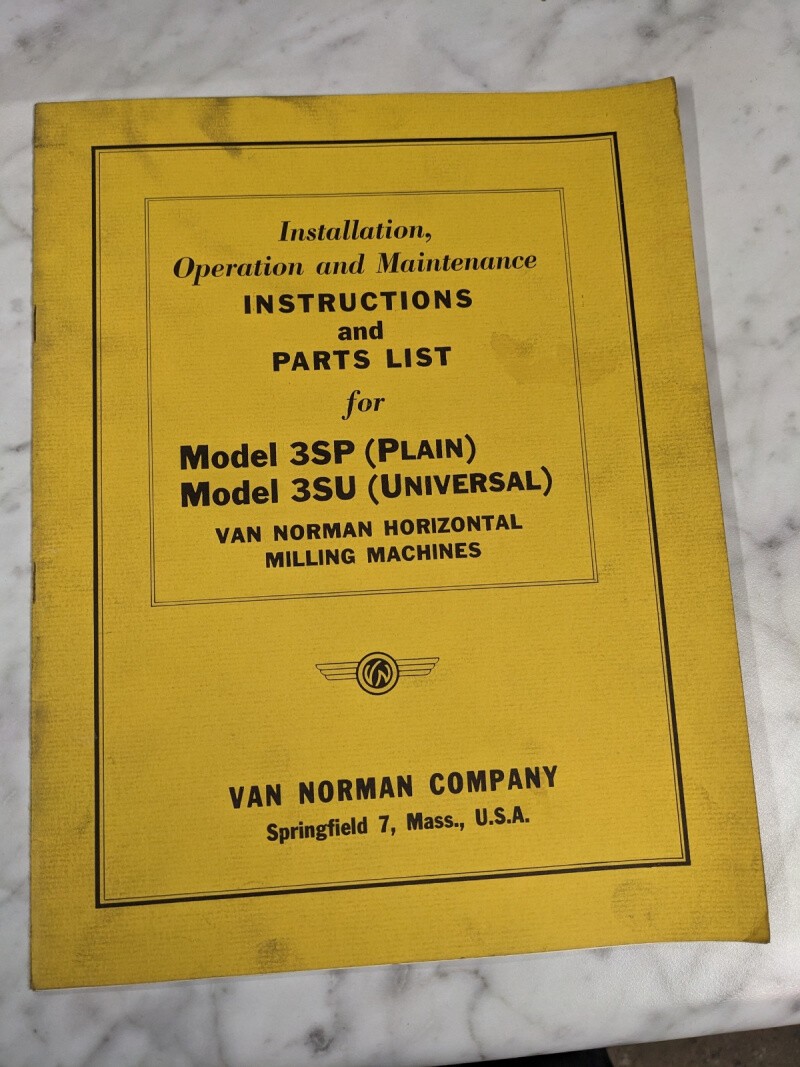 Installation,
Operation and Maintenance
INSTRUCTIONS
and
PARTS LIST
for
Model 3SP (PLAIN)
Model 3SU (UNIVERSAL)
VAN NORMAN HORIZONTAL
MILLING MACHINES
VN
VAN NORMAN COMPANY
Springfield 7, Mass., U.S.A.